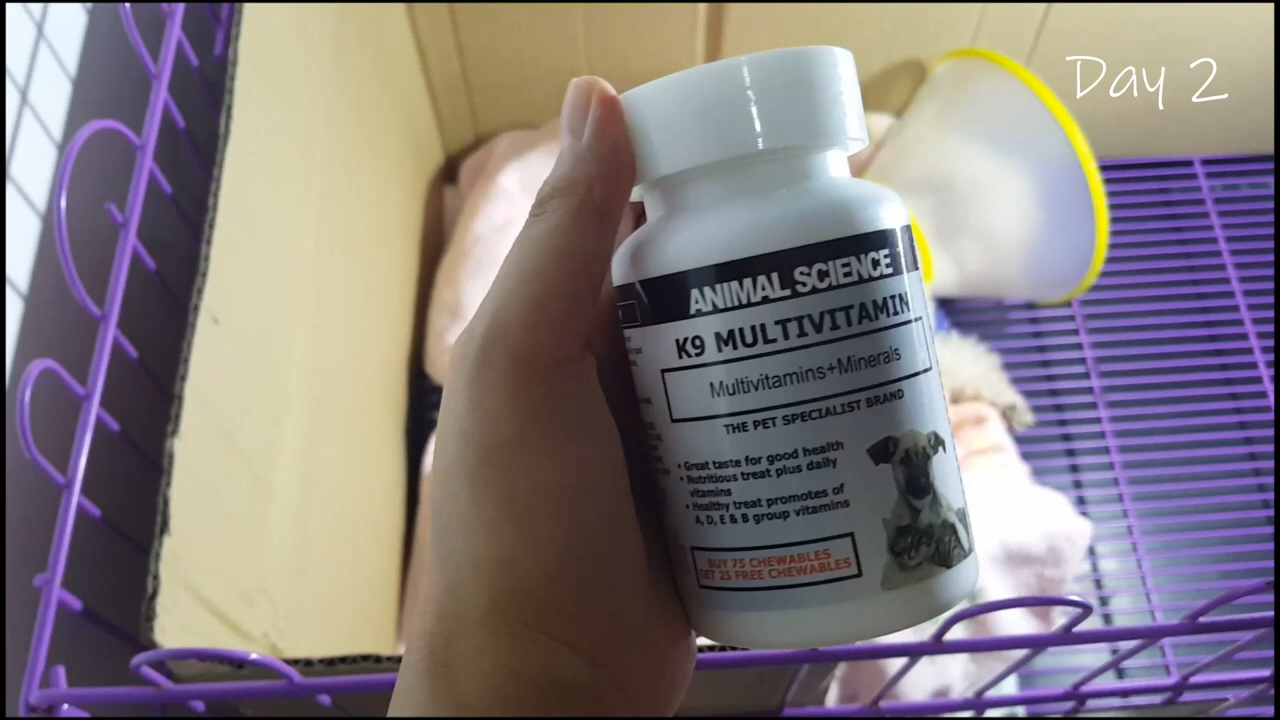 Day 2
ANIMAL SCIENCE
K9 MULTIVITAMIN
Multivitamins+Minerals
THE PET SPECIALIST BRAND
• Great taste for good health
• Nutritious treat plus daily
vitamins
• Healthy treat promotes of
A, D, E & B group vitamins
BUY 75 CHEWABLES
GET 25 FREE CHEWABLES